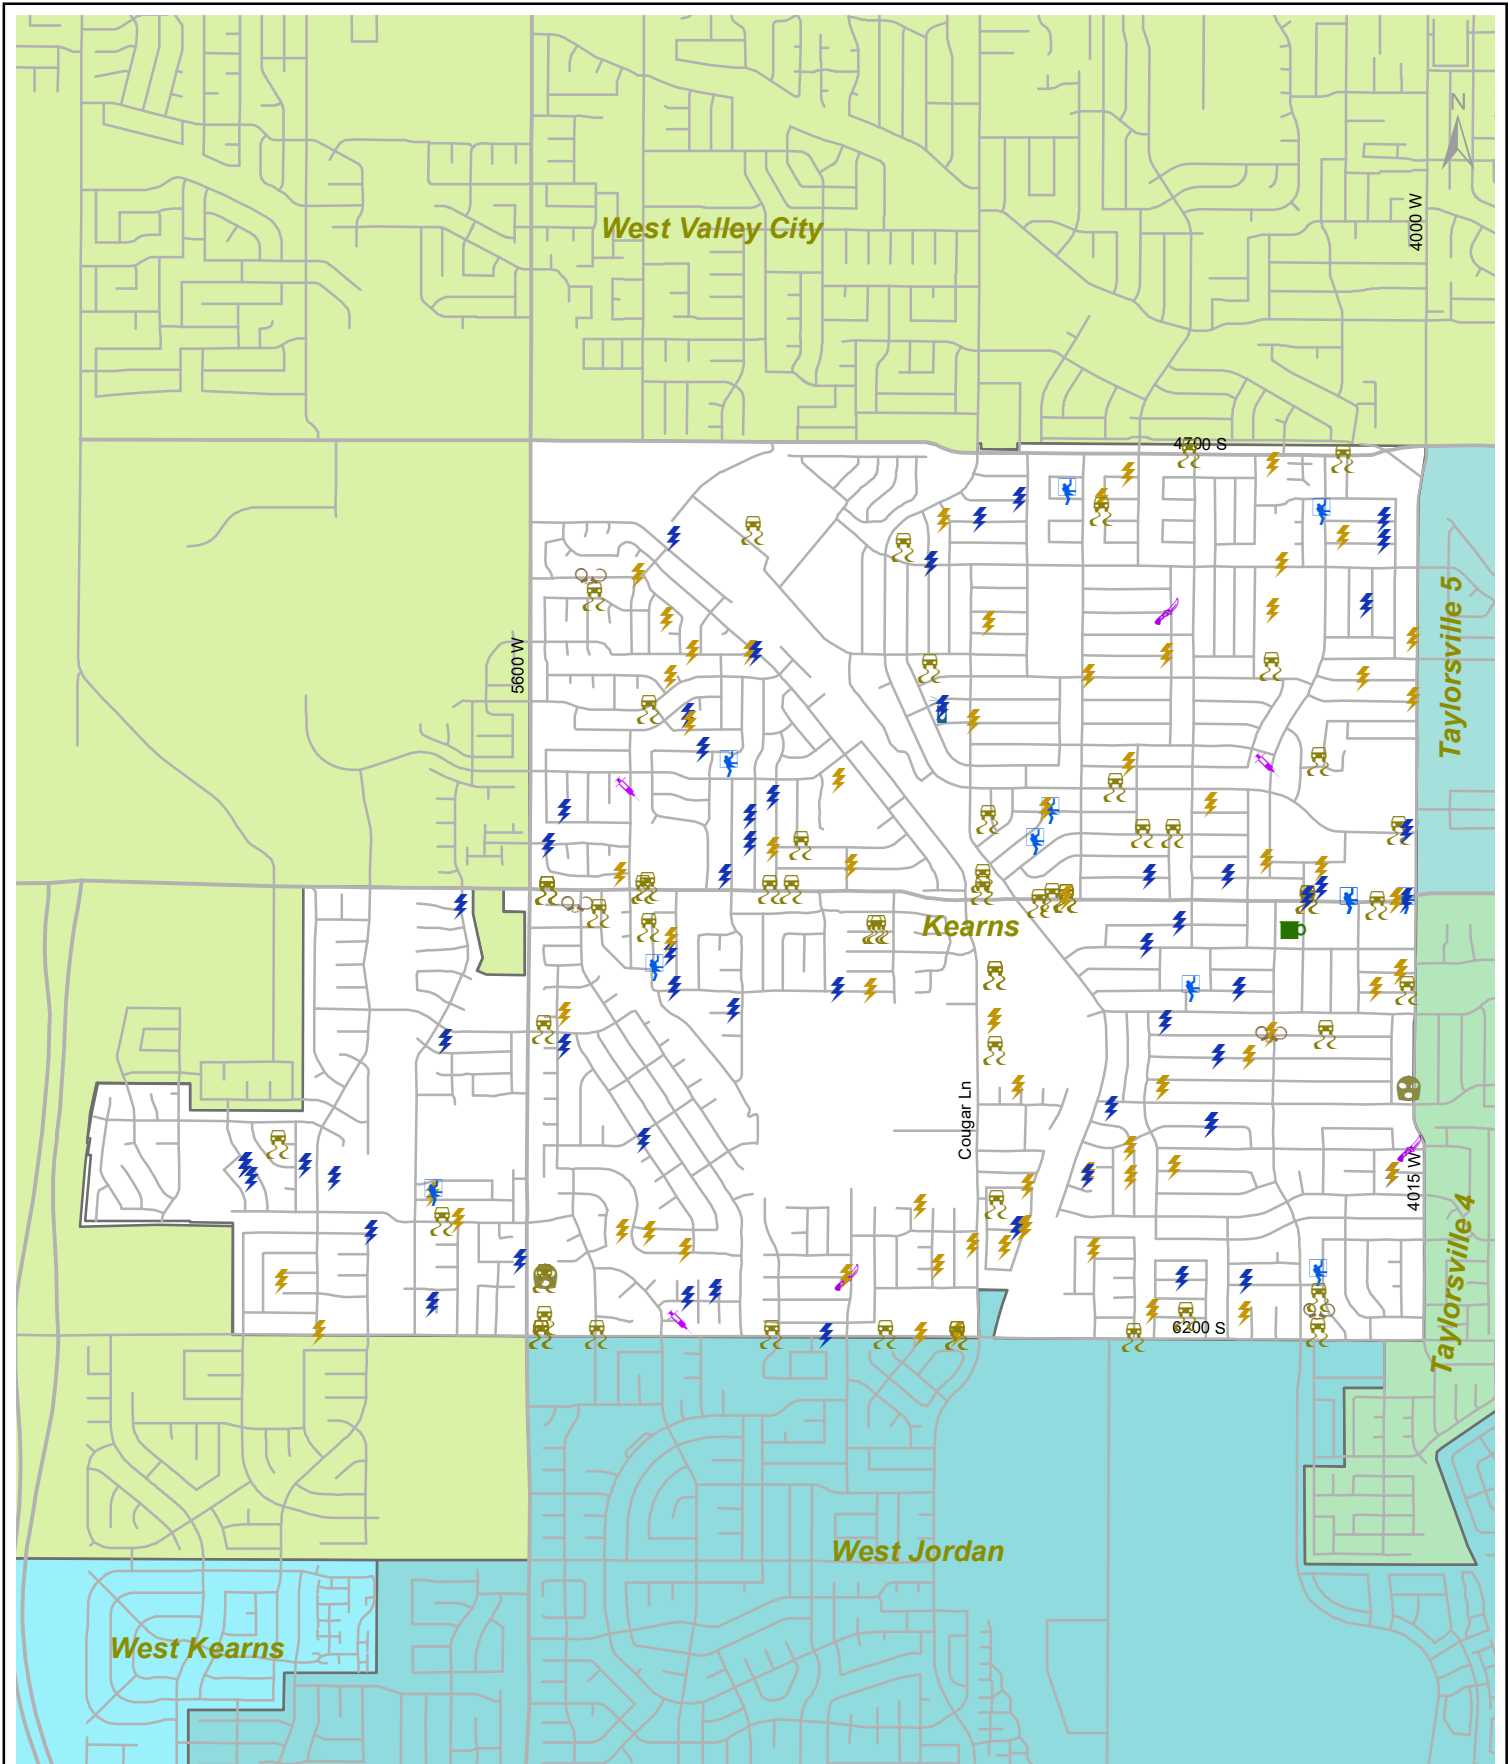 N
4000 W
West Valley City
4700 S
Taylorsville 5
5600 W
Kearns
Cougar Ln
4015 W
Taylorsville 4
6200 S
West Jordan
West Kearns